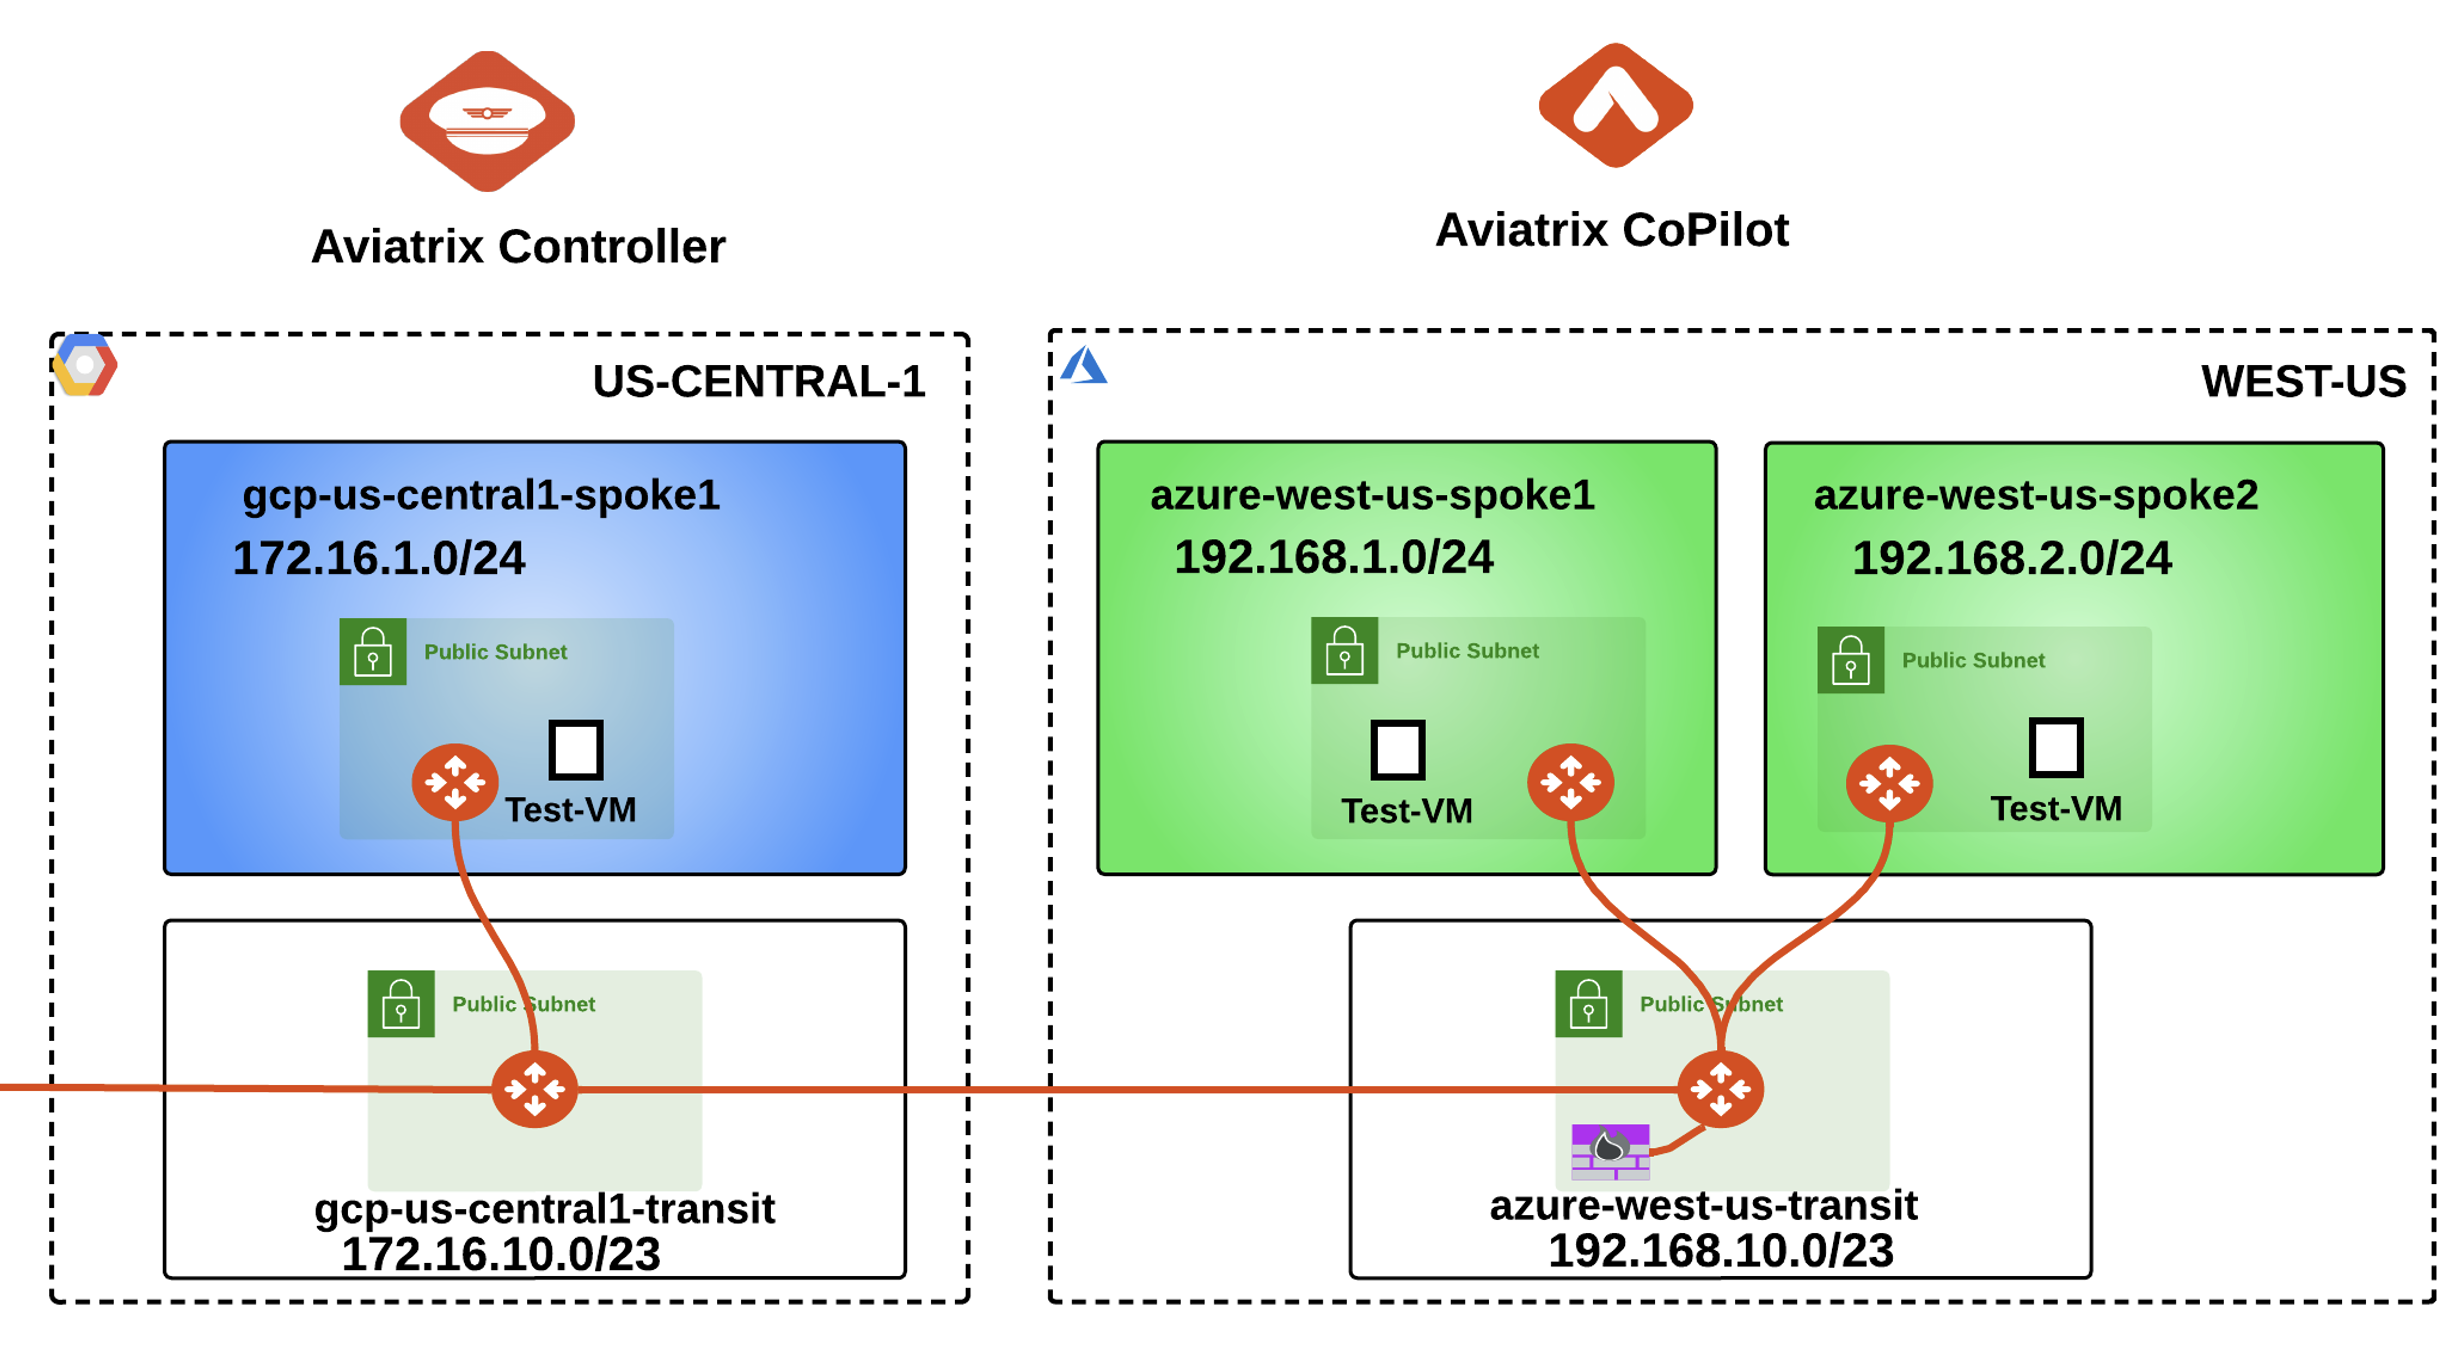 Aviatrix Controller
Aviatrix CoPilot
US-CENTRAL-1
gcp-us-central1-spoke1
172.16.1.0/24
Public Subnet
Test-VM
Public Subnet
gcp-us-central1-transit
172.16.10.0/23
WEST-US
azure-west-us-spoke1
192.168.1.0/24
Public Subnet
Test-VM
azure-west-us-spoke2
192.168.2.0/24
Public Subnet
Test-VM
Public Subnet
azure-west-us-transit
192.168.10.0/23